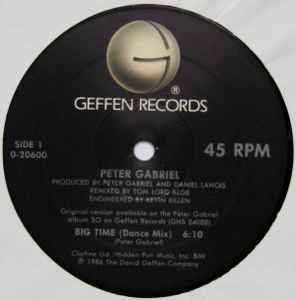 ®
GEFFEN RECORDS
SIDE 1
0-20600
45 RPM
PETER GABRIEL
PRODUCED BY PETER GABRIEL AND DANIEL LANOIS
REMIXED BY TOM LORD ALGE
ENGINEERED BY KEVIN KILLEN
Original version available on the Peter Gabriel
album SO on Geffen Records (GHS 24088)
BIG TIME (Dance Mix) 6:10
(Peter Gabriel)
Cliofine Ltd./Hidden Pun Music, Inc. BMI
1986 The David Geffen Company